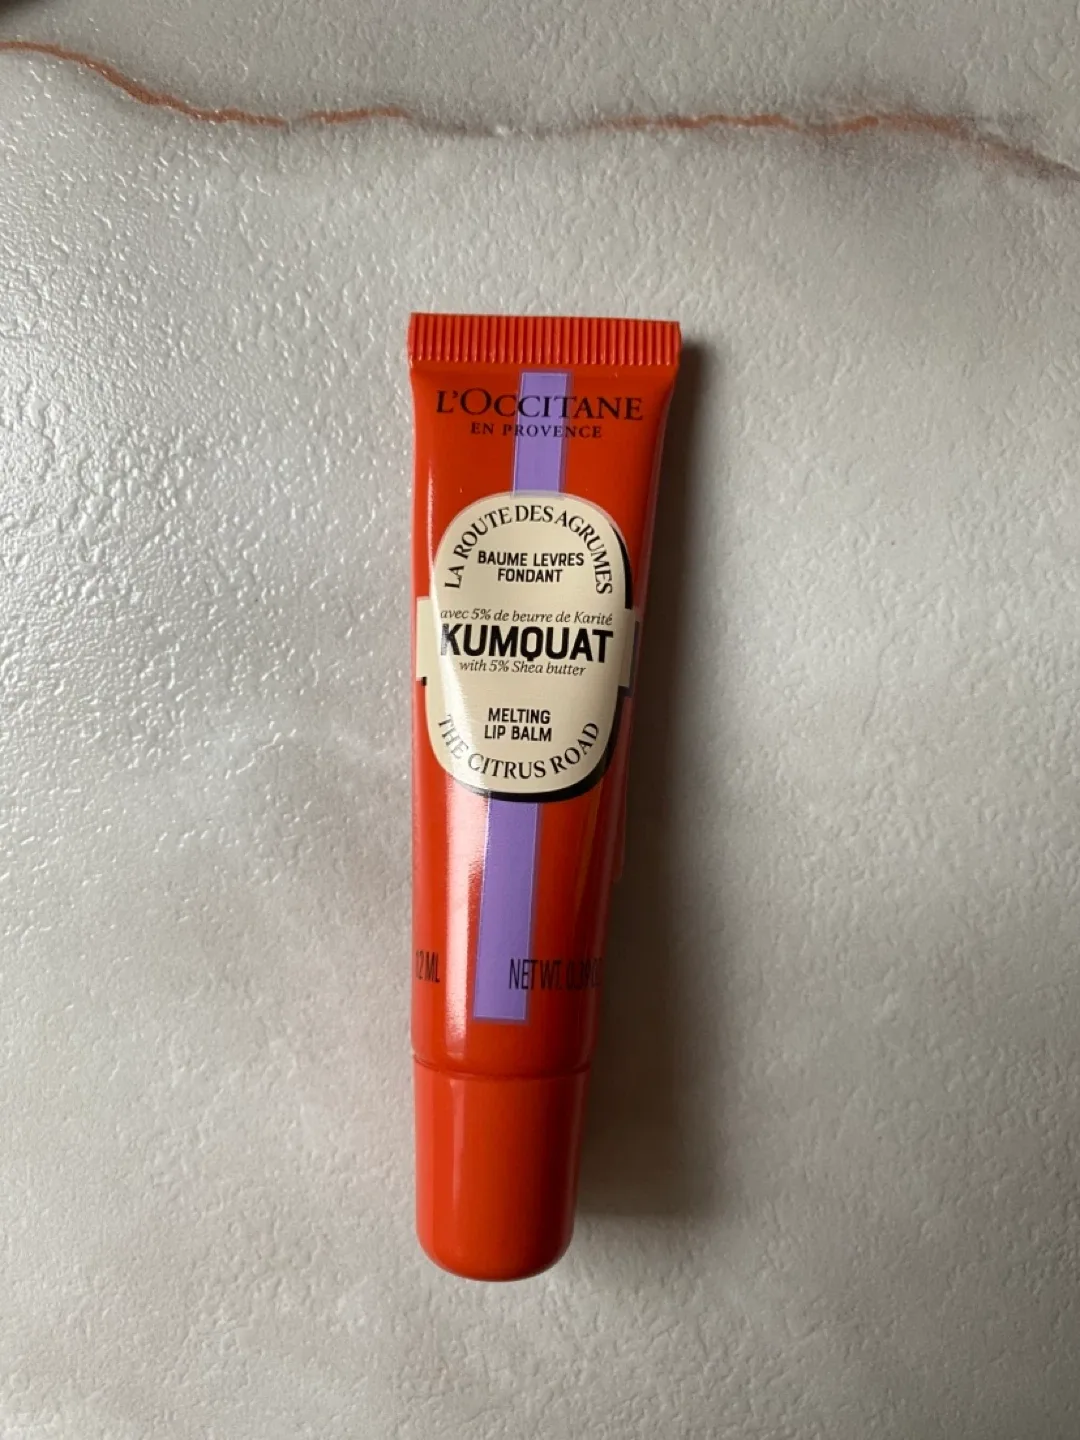 L'OCCITANE
EN PROVENCE
LA ROUTE DES AGRUMES
BAUME LEVRES
FONDANT
avec 5% de beurre de Karité
KUMQUAT
with 5% Shea butter
MELTING
LIP BALM
THE CITRUS ROAD
ML
NET WT.